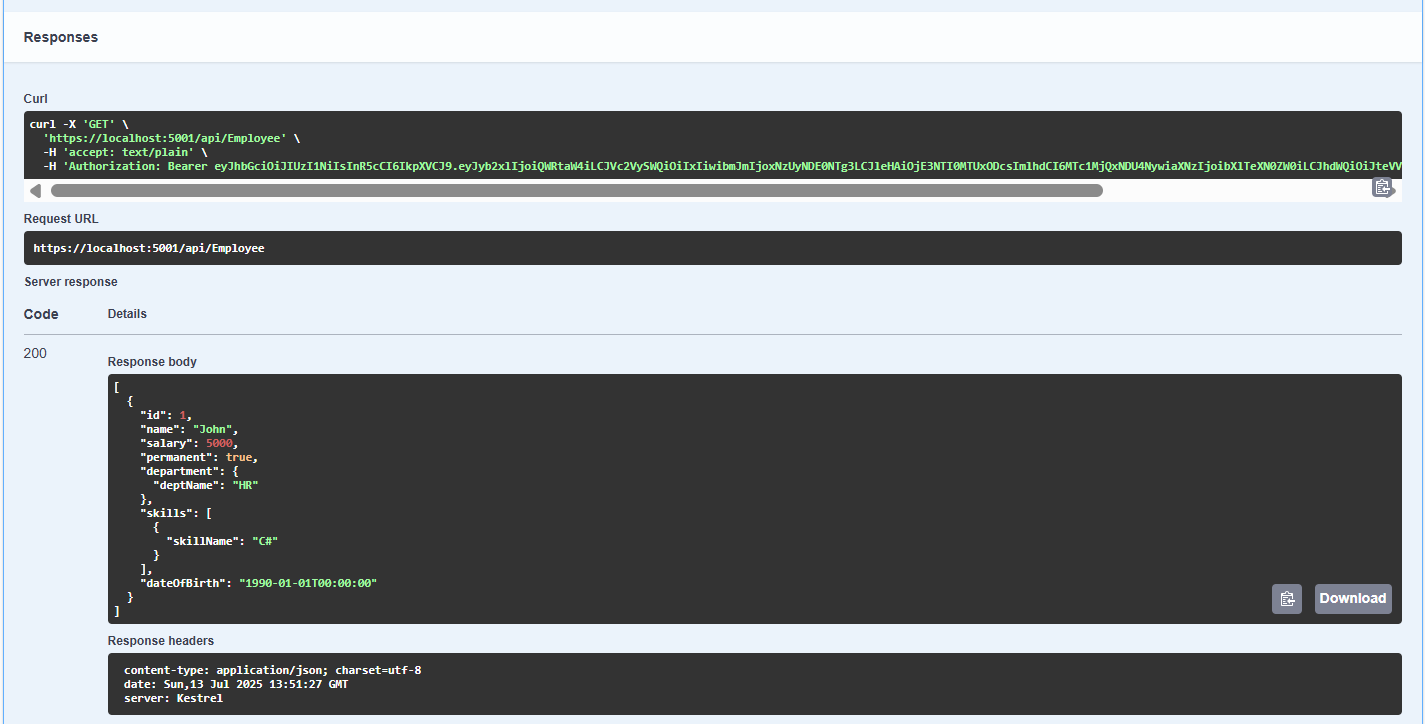 Responses
Curl
curl -X 'GET' \
  'https://localhost:5001/api/Employee' \
  -H 'accept: text/plain' \
  -H 'Authorization: Bearer eyJhbGciOiJIUzI1NiIsInR5cCI6IkpXVCJ9.eyJyb2xlIjoiQWRtaW4iLCJVc2VySWQiOiIxIiwibmJmIjoxNzUyNDE0NTg3LCJleHAiOjE3NTI0MTUxODcsImlhdCI6MTc1MjQxNDU4NywiaXNzIjoibXlTeXN0ZW0iLCJhdWQiOiJteVV
Request URL
https://localhost:5001/api/Employee
Server response
Code Details
200
Response body
[
  {
    "id": 1,
    "name": "John",
    "salary": 5000,
    "permanent": true,
    "department": {
      "deptName": "HR"
    },
    "skills": [
      {
        "skillName": "C#"
      }
    ],
    "dateOfBirth": "1990-01-01T00:00:00"
  }
]
Download
Response headers
content-type: application/json; charset=utf-8
date: Sun,13 Jul 2025 13:51:27 GMT
server: Kestrel